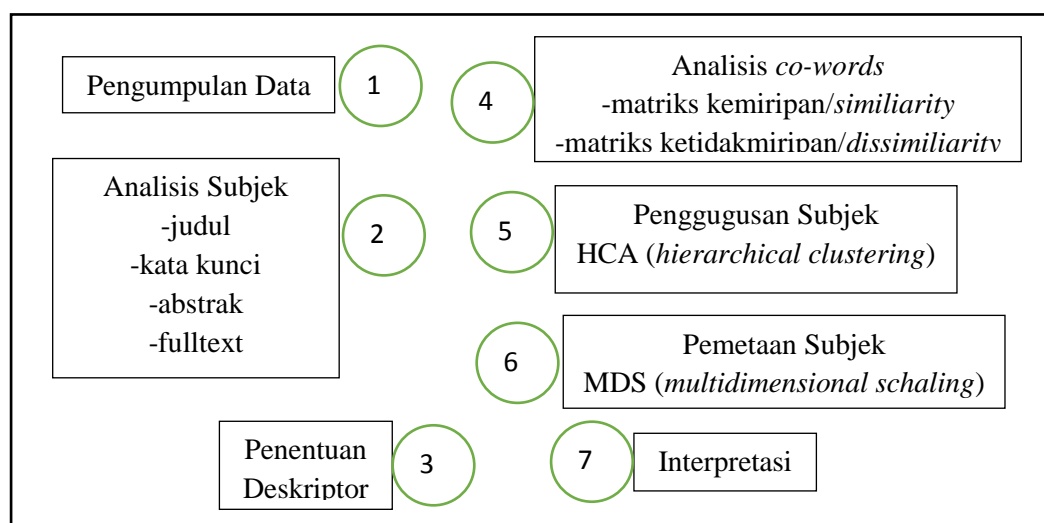 Pengumpulan Data
1
Analisis Subjek
-judul
-kata kunci
-abstrak
-fulltext
2
Penentuan
Deskriptor
3
4
Analisis co-words
-matriks kemiripan/similiarity
-matriks ketidakmiripan/dissimiliarity
5
Penggugusan Subjek
HCA (hierarchical clustering)
6
Pemetaan Subjek
MDS (multidimensional schaling)
7
Interpretasi